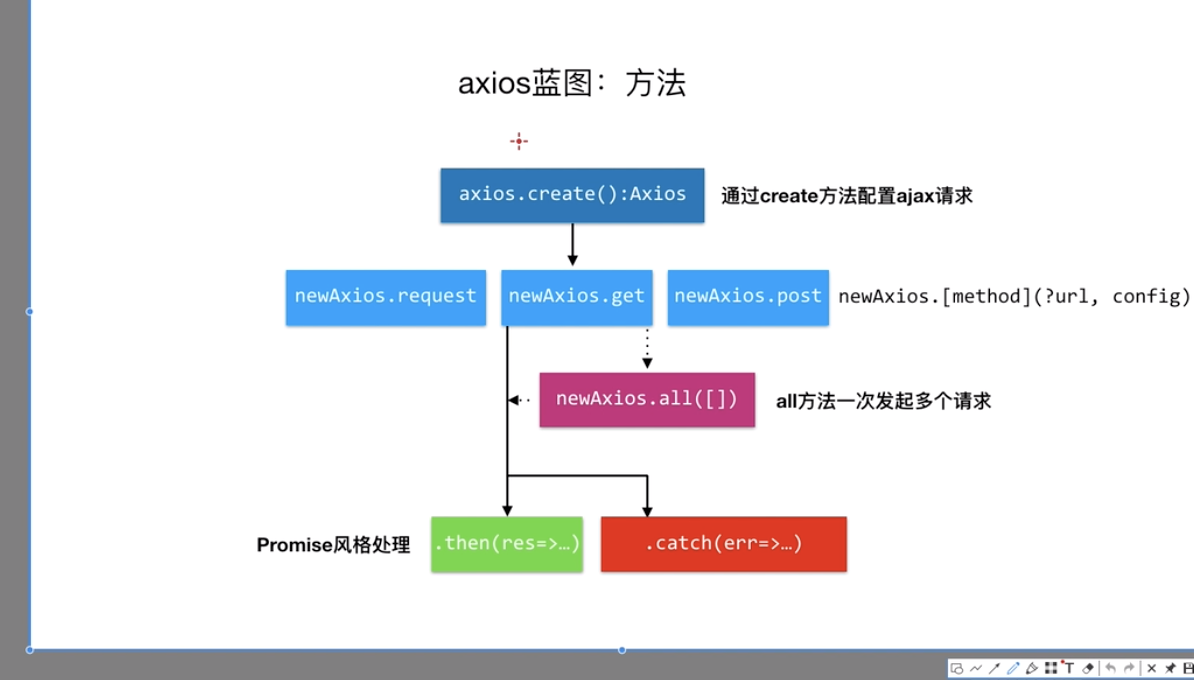 axios蓝图：方法
axios.create():Axios
通过create方法配置ajax请求
newAxios.request
newAxios.get
newAxios.post
newAxios.[method](?url, config)
newAxios.all([])
all方法一次发起多个请求
Promise风格处理
.then(res=>…)
.catch(err=>…)
T